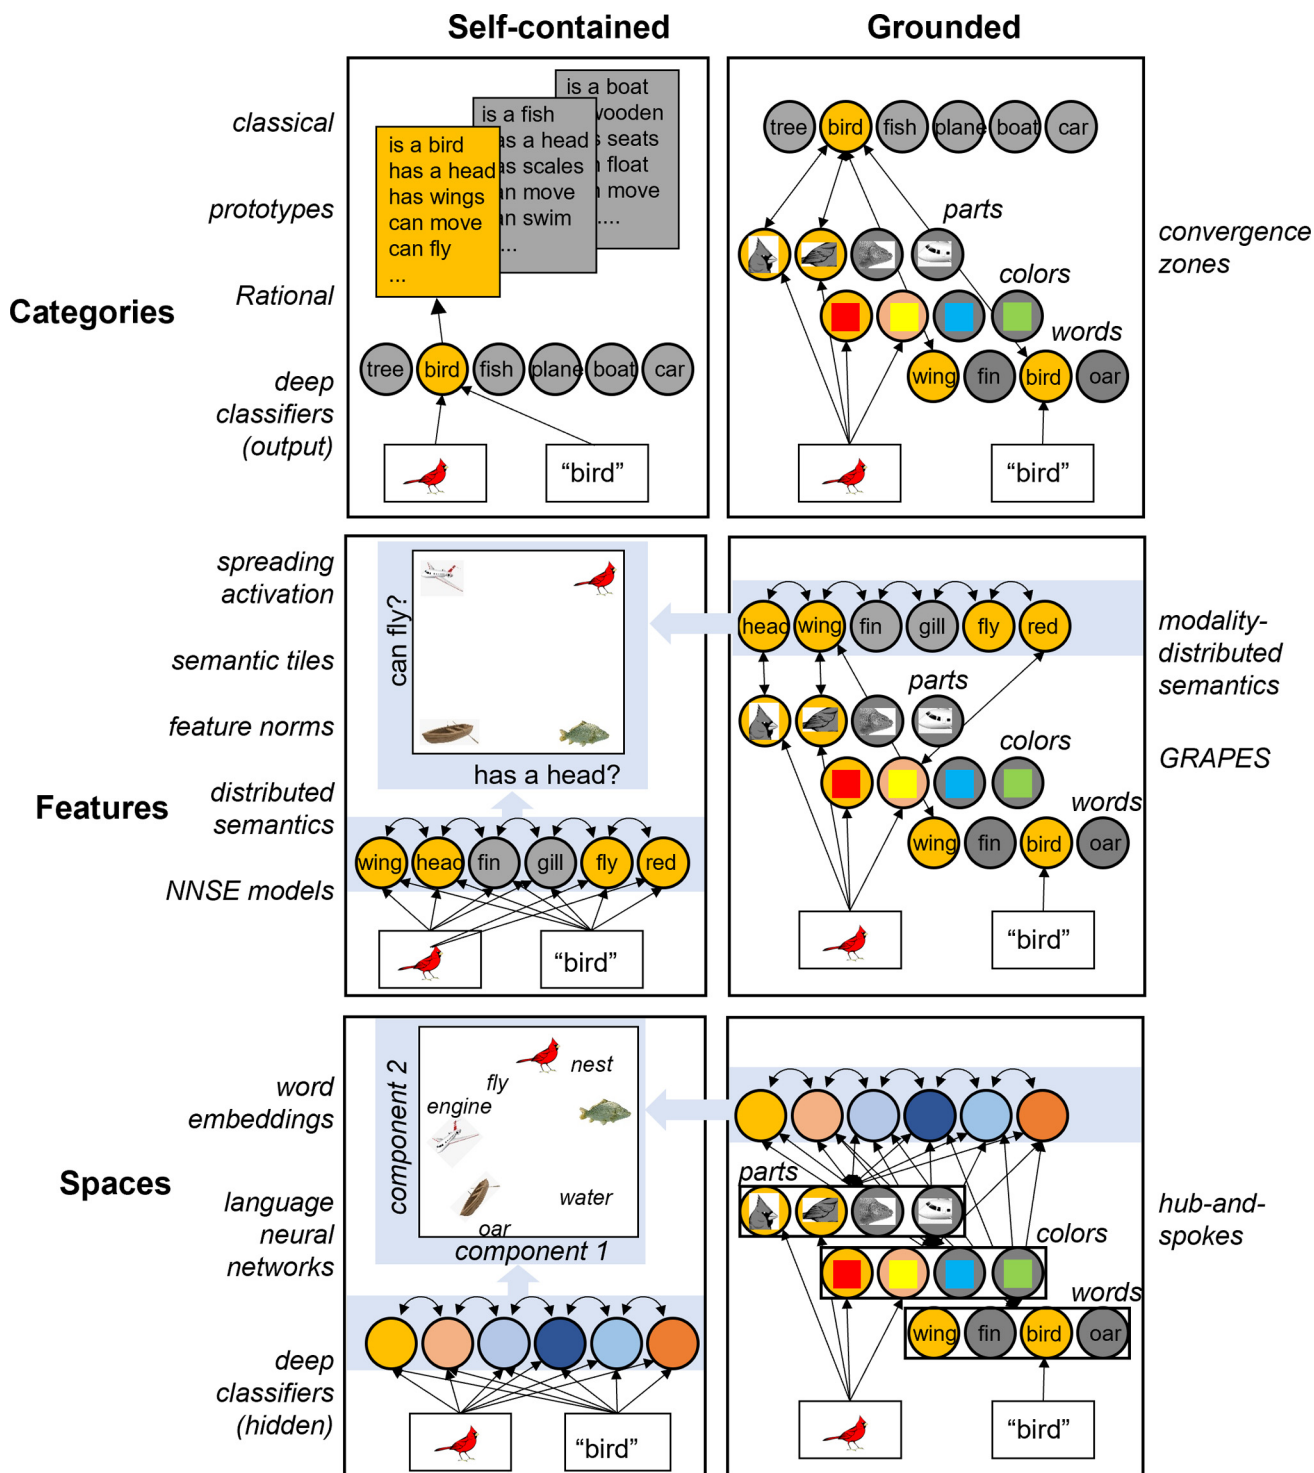 Self-contained
Grounded
Categories
classical
prototypes
Rational
deep
classifiers
(output)
is a boat
wooden
s seats
n float
n move
....
is a fish
as a head
as scales
an move
an swim
...
is a bird
has a head
has wings
can move
can fly
...
tree bird fish plane boat car
"bird"
tree bird fish plane boat car
parts
colors
words
wing fin bird oar
"bird"
convergence
zones
Features
spreading
activation
semantic tiles
feature norms
distributed
semantics
NNSE models
can fly?
has a head?
wing head fin gill fly red
"bird"
head wing fin gill fly red
parts
colors
words
wing fin bird oar
"bird"
modality-
distributed
semantics
GRAPES
Spaces
word
embeddings
language
neural
networks
deep
classifiers
(hidden)
component 2
nest
fly
engine
water
oar
component 1
"bird"
parts
colors
words
wing fin bird oar
"bird"
hub-and-
spokes